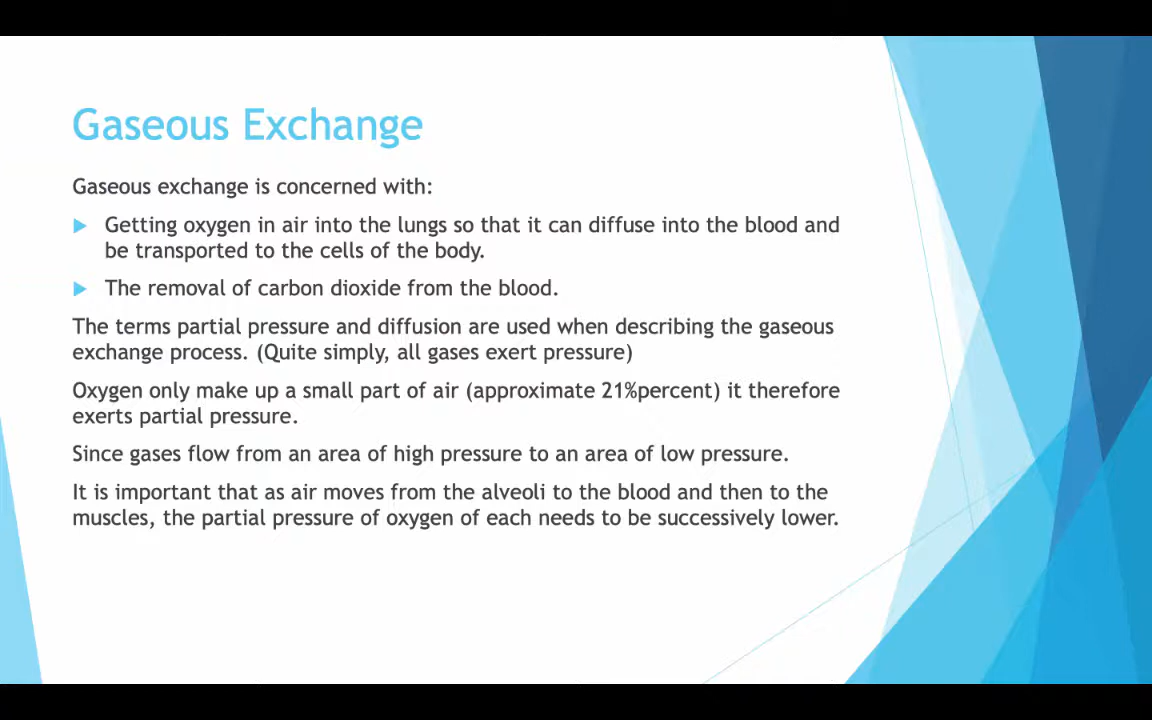 Gaseous Exchange
Gaseous exchange is concerned with:
Getting oxygen in air into the lungs so that it can diffuse into the blood and
be transported to the cells of the body.
The removal of carbon dioxide from the blood.
The terms partial pressure and diffusion are used when describing the gaseous
exchange process. (Quite simply, all gases exert pressure)
Oxygen only make up a small part of air (approximate 21%percent) it therefore
exerts partial pressure.
Since gases flow from an area of high pressure to an area of low pressure.
It is important that as air moves from the alveoli to the blood and then to the
muscles, the partial pressure of oxygen of each needs to be successively lower.